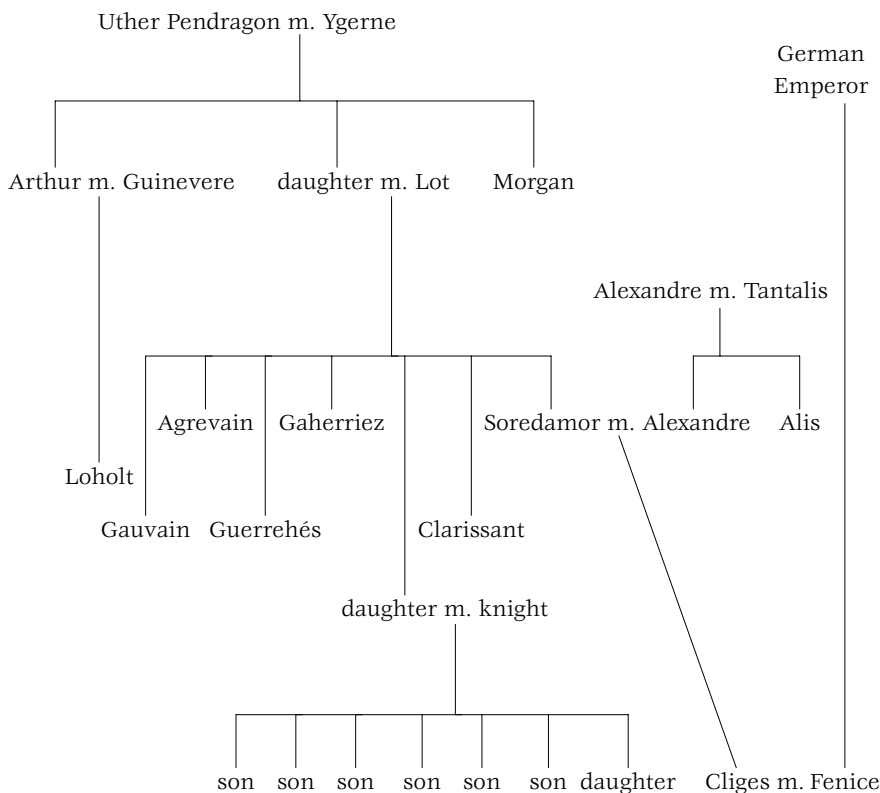 Uther Pendragon m. Ygerne
German
Emperor
Arthur m. Guinevere daughter m. Lot Morgan
Alexandre m. Tantalis
Agrevain Gaherriez Soredamor m. Alexandre Alis
Loholt
Gauvain Guerrehés Clarissant
daughter m. knight
son son son son son son daughter Cliges m. Fenice